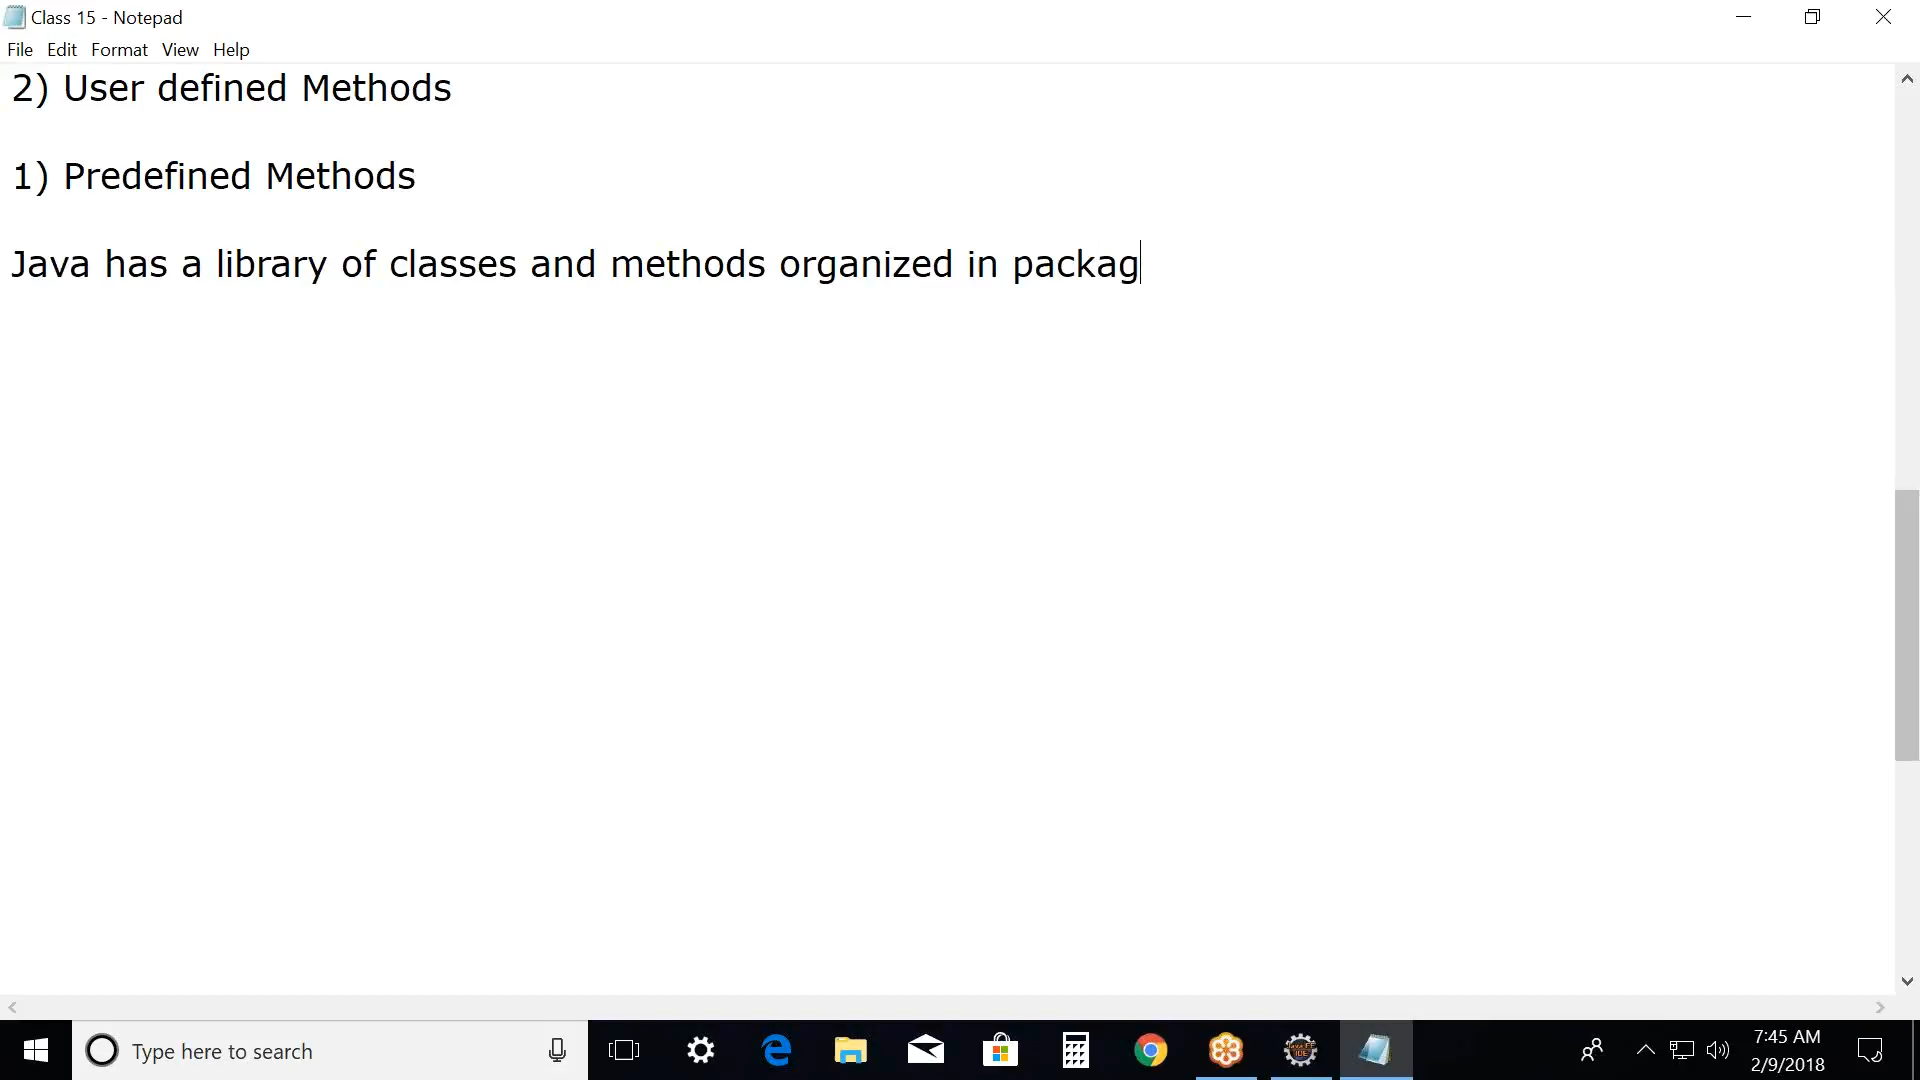 Class 15 - Notepad
File Edit Format View Help
2) User defined Methods
1) Predefined Methods
Java has a library of classes and methods organized in packag
Type here to search
7:45 AM
2/9/2018